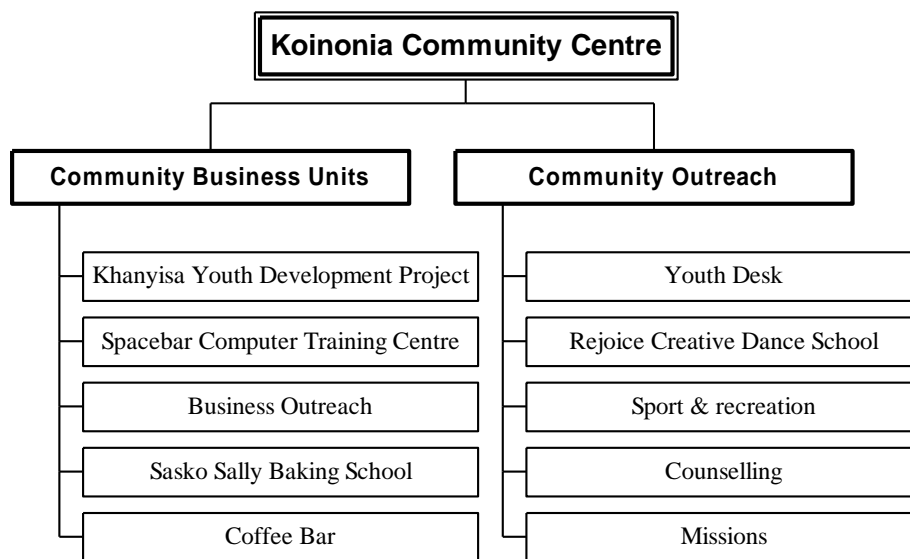 Koinonia Community Centre
Community Business Units
Khanyisa Youth Development Project
Spacebar Computer Training Centre
Business Outreach
Sasko Sally Baking School
Coffee Bar
Community Outreach
Youth Desk
Rejoice Creative Dance School
Sport & recreation
Counselling
Missions